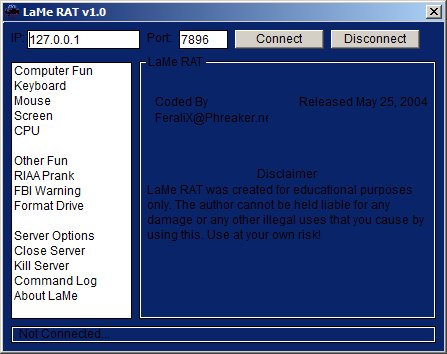 LaMe RAT v1.0
IP: 127.0.0.1 Port: 7896 Connect Disconnect
Computer Fun
Keyboard
Mouse
Screen
CPU
Other Fun
RIAA Prank
FBI Warning
Format Drive
Server Options
Close Server
Kill Server
Command Log
About LaMe
LaMe RAT
Coded By Released May 25, 2004
FeraliX@Phreaker.ne
Disclaimer
LaMe RAT was created for educational purposes
only. The author cannot be held liable for any
damage or any other illegal uses that you cause by
using this. Use at your own risk!
Not Connected...